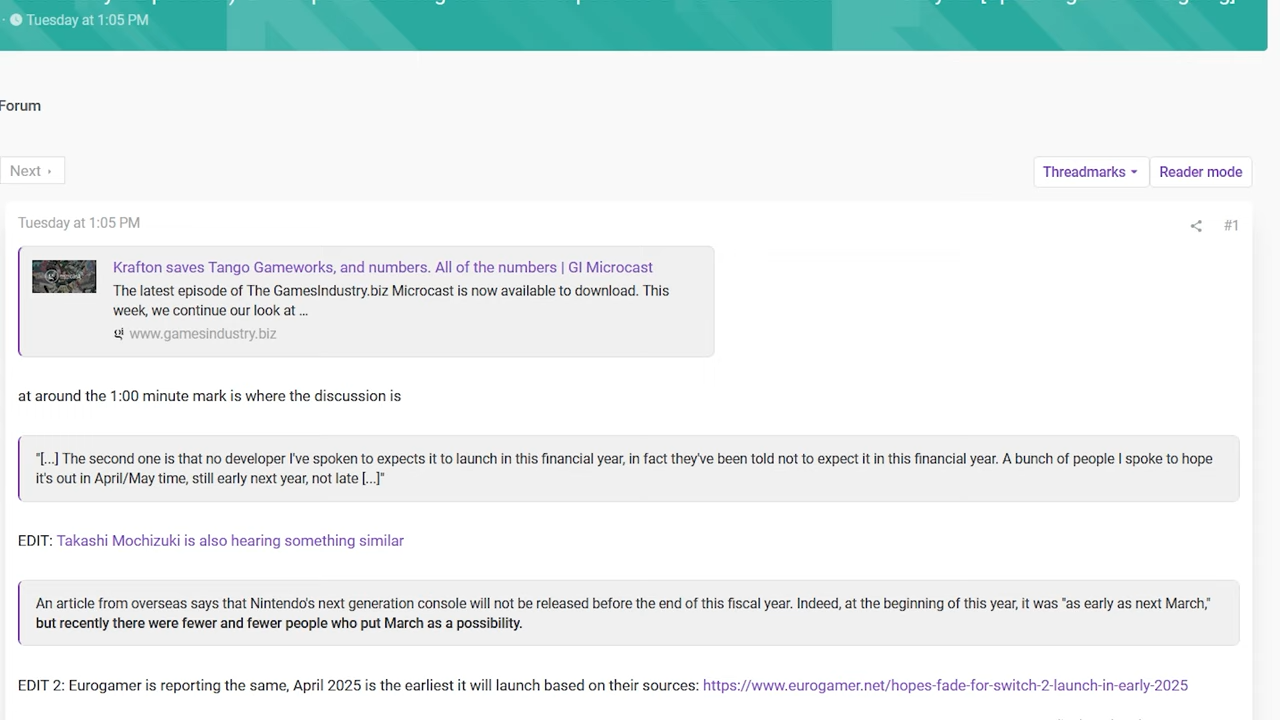 · Tuesday at 1:05 PM
Forum
Next
Threadmarks
Reader mode
Tuesday at 1:05 PM
#1
Krafton saves Tango Gameworks, and numbers. All of the numbers | GI Microcast
The latest episode of The GamesIndustry.biz Microcast is now available to download. This
week, we continue our look at ...
www.gamesindustry.biz
at around the 1:00 minute mark is where the discussion is
"[...] The second one is that no developer I've spoken to expects it to launch in this financial year, in fact they've been told not to expect it in this financial year. A bunch of people I spoke to hope
it's out in April/May time, still early next year, not late [...]"
EDIT: Takashi Mochizuki is also hearing something similar
An article from overseas says that Nintendo's next generation console will not be released before the end of this fiscal year. Indeed, at the beginning of this year, it was "as early as next March,"
but recently there were fewer and fewer people who put March as a possibility.
EDIT 2: Eurogamer is reporting the same, April 2025 is the earliest it will launch based on their sources: https://www.eurogamer.net/hopes-fade-for-switch-2-launch-in-early-2025